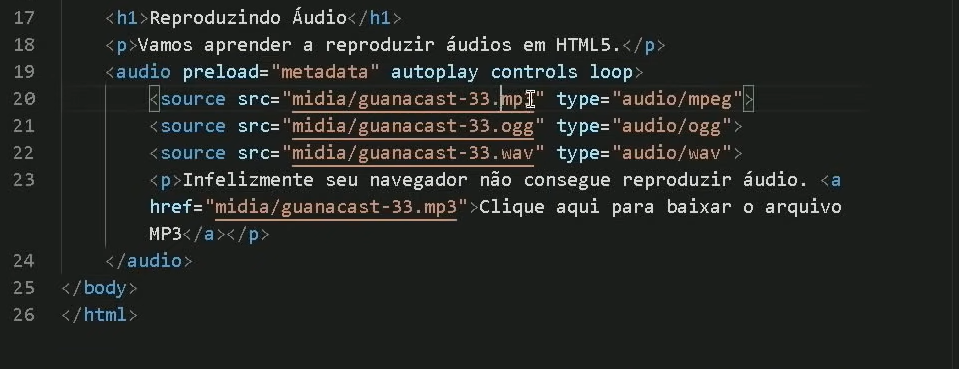 17 <h1>Reproduzindo Áudio</h1>
18 <p>Vamos aprender a reproduzir áudios em HTML5.</p>
19 <audio preload="metadata" autoplay controls loop>
20 <source src="midia/guanacast-33.mp3" type="audio/mpeg">
21 <source src="midia/guanacast-33.ogg" type="audio/ogg">
22 <source src="midia/guanacast-33.wav" type="audio/wav">
23 <p>Infelizmente seu navegador não consegue reproduzir áudio. <a
href="midia/guanacast-33.mp3">Clique aqui para baixar o arquivo
MP3</a></p>
24 </audio>
25 </body>
26 </html>